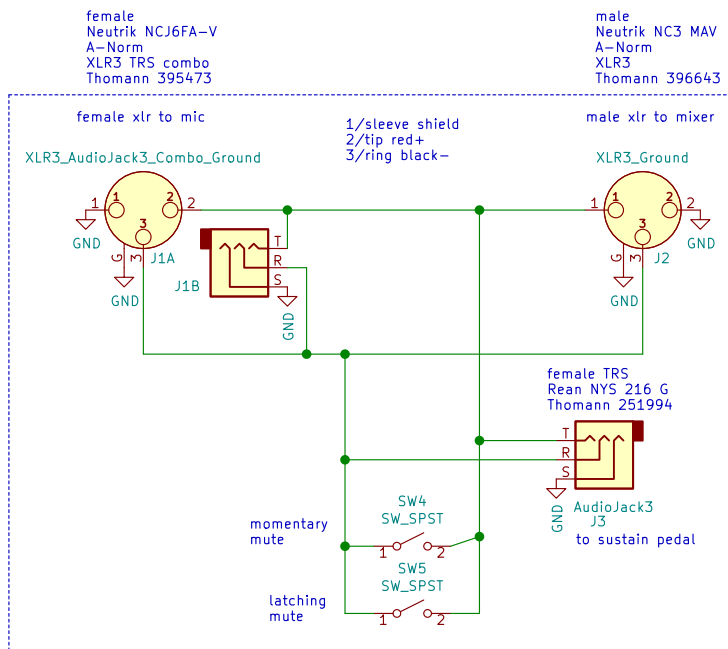 female
Neutrik NCJ6FA-V
A-Norm
XLR3 TRS combo
Thomann 395473
male
Neutrik NC3 MAV
A-Norm
XLR3
Thomann 396643
female xlr to mic
1/sleeve shield
2/tip red+
3/ring black-
male xlr to mixer
XLR3_AudioJack3_Combo_Ground
XLR3_Ground
1
1
2
2
3
G
3
J1A
GND
GND
T
R
S
J1B
GND
1
1
2
2
3
G
3
J2
GND
GND
female TRS
Rean NYS 216 G
Thomann 251994
T
R
S
GND
AudioJack3
J3
to sustain pedal
momentary
mute
SW4
SW_SPST
1
2
latching
mute
SW5
SW_SPST
1
2